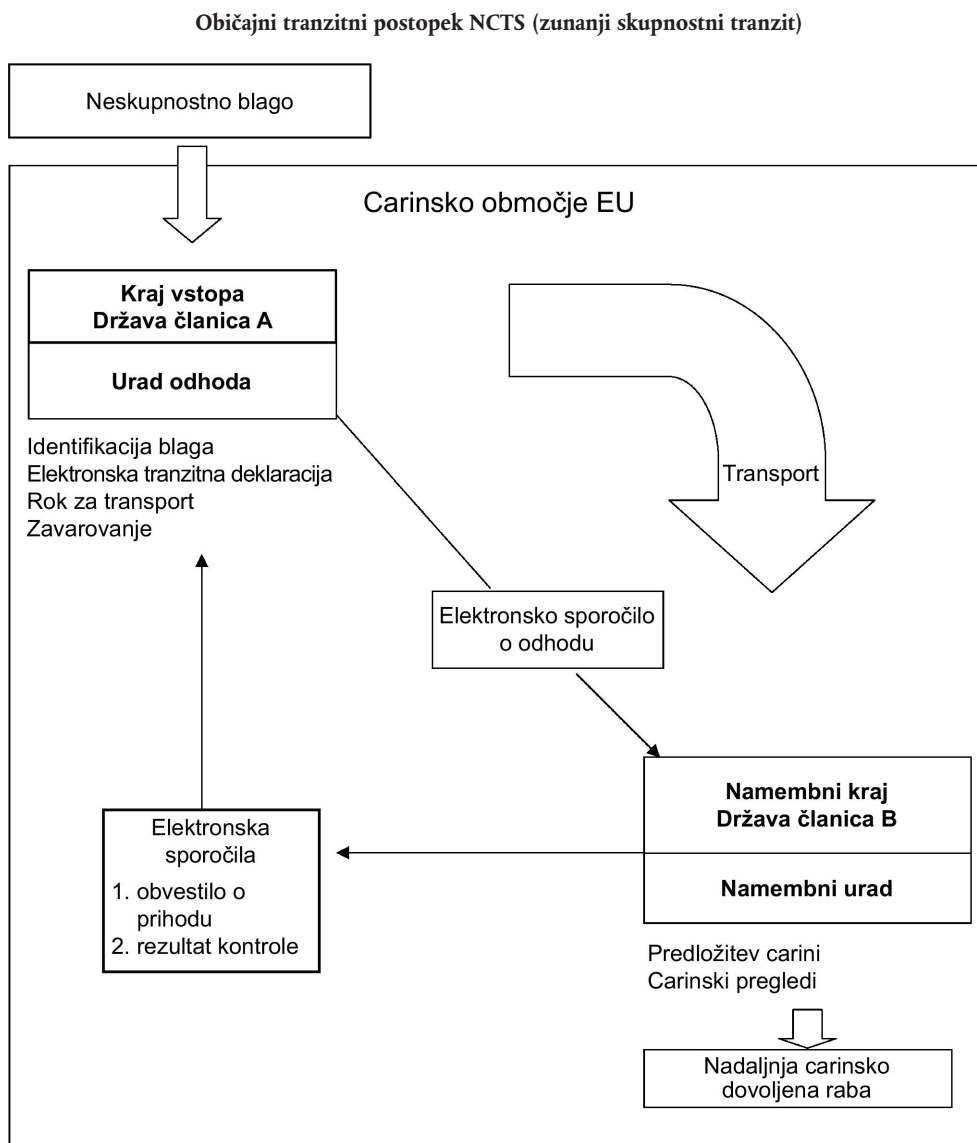 Običajni tranzitni postopek NCTS (zunanji skupnostni tranzit)
Neskupnostno blago
Carinsko območje EU
Kraj vstopa
Država članica A
Urad odhoda
Identifikacija blaga
Elektronska tranzitna deklaracija
Rok za transport
Zavarovanje
Transport
Elektronsko sporočilo
o odhodu
Namembni kraj
Država članica B
Namembni urad
Elektronska
sporočila
1. obvestilo o
prihodu
2. rezultat kontrole
Predložitev carini
Carinski pregledi
Nadaljnja carinsko
dovoljena raba